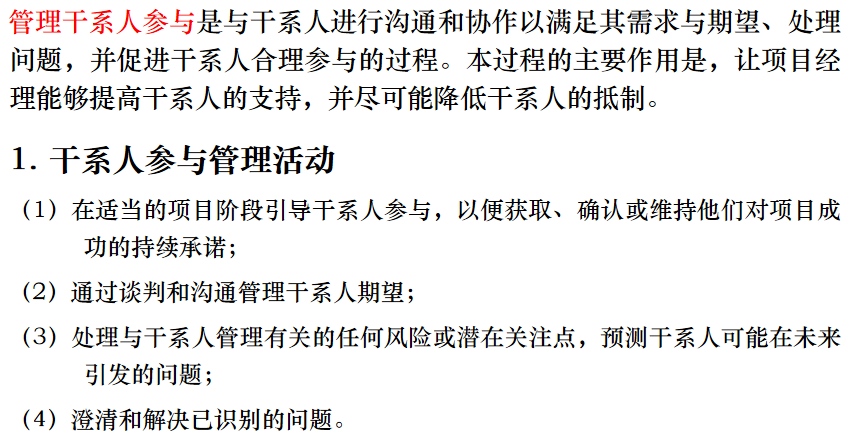 管理干系人参与是与干系人进行沟通和协作以满足其需求与期望、处理
问题，并促进干系人合理参与的过程。本过程的主要作用是，让项目经
理能够提高干系人的支持，并尽可能降低干系人的抵制。
1. 干系人参与管理活动
（1）在适当的项目阶段引导干系人参与，以便获取、确认或维持他们对项目成
功的持续承诺；
（2）通过谈判和沟通管理干系人期望；
（3）处理与干系人管理有关的任何风险或潜在关注点，预测干系人可能在未来
引发的问题；
（4）澄清和解决已识别的问题。